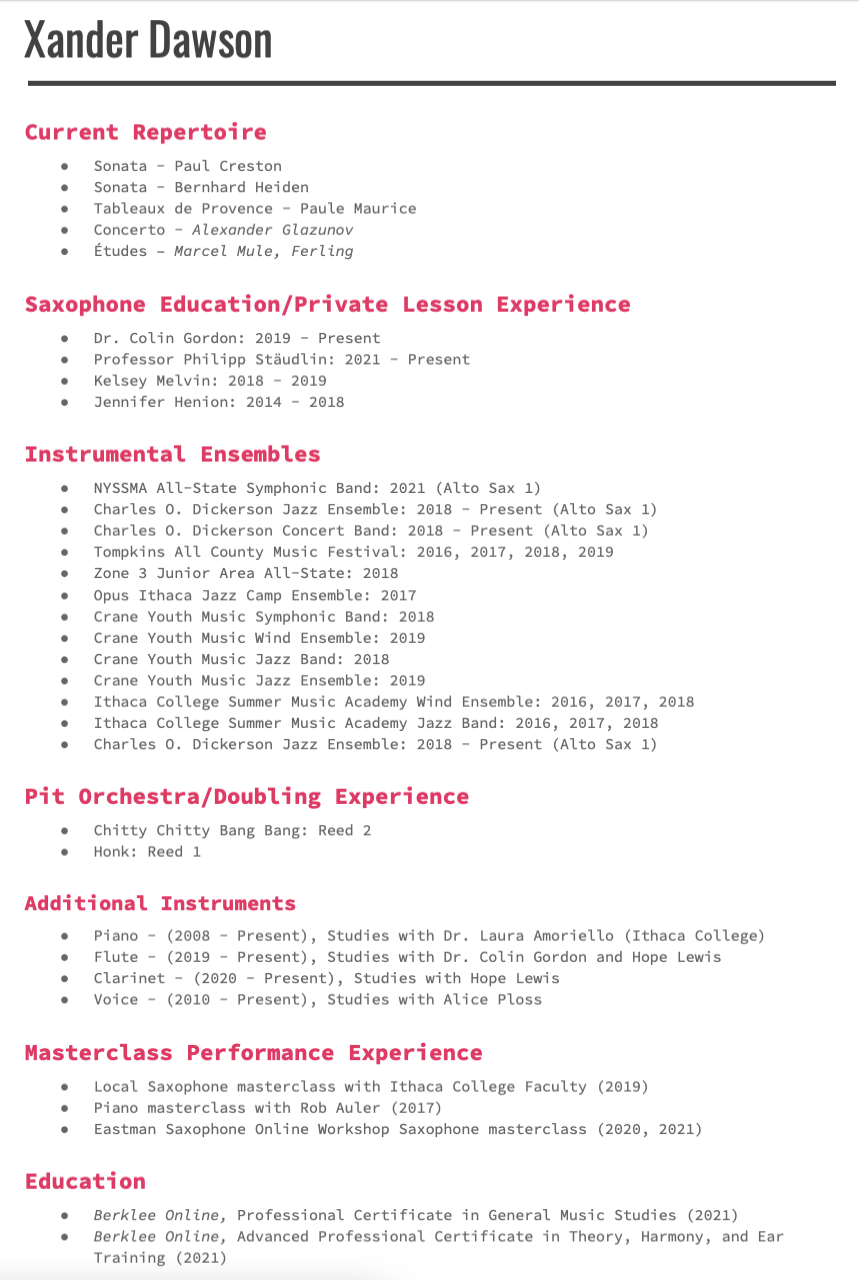 Xander Dawson
Current Repertoire
● Sonata - Paul Creston
● Sonata - Bernhard Heiden
● Tableaux de Provence - Paule Maurice
● Concerto - Alexander Glazunov
● Études – Marcel Mule, Ferling
Saxophone Education/Private Lesson Experience
● Dr. Colin Gordon: 2019 - Present
● Professor Philipp Stäudlin: 2021 - Present
● Kelsey Melvin: 2018 - 2019
● Jennifer Henion: 2014 - 2018
Instrumental Ensembles
● NYSSMA All-State Symphonic Band: 2021 (Alto Sax 1)
● Charles O. Dickerson Jazz Ensemble: 2018 - Present (Alto Sax 1)
● Charles O. Dickerson Concert Band: 2018 - Present (Alto Sax 1)
● Tompkins All County Music Festival: 2016, 2017, 2018, 2019
● Zone 3 Junior Area All-State: 2018
● Opus Ithaca Jazz Camp Ensemble: 2017
● Crane Youth Music Symphonic Band: 2018
● Crane Youth Music Wind Ensemble: 2019
● Crane Youth Music Jazz Band: 2018
● Crane Youth Music Jazz Ensemble: 2019
● Ithaca College Summer Music Academy Wind Ensemble: 2016, 2017, 2018
● Ithaca College Summer Music Academy Jazz Band: 2016, 2017, 2018
● Charles O. Dickerson Jazz Ensemble: 2018 - Present (Alto Sax 1)
Pit Orchestra/Doubling Experience
● Chitty Chitty Bang Bang: Reed 2
● Honk: Reed 1
Additional Instruments
● Piano - (2008 - Present), Studies with Dr. Laura Amoriello (Ithaca College)
● Flute - (2019 - Present), Studies with Dr. Colin Gordon and Hope Lewis
● Clarinet - (2020 - Present), Studies with Hope Lewis
● Voice - (2010 - Present), Studies with Alice Ploss
Masterclass Performance Experience
● Local Saxophone masterclass with Ithaca College Faculty (2019)
● Piano masterclass with Rob Auler (2017)
● Eastman Saxophone Online Workshop Saxophone masterclass (2020, 2021)
Education
● Berklee Online, Professional Certificate in General Music Studies (2021)
● Berklee Online, Advanced Professional Certificate in Theory, Harmony, and Ear
Training (2021)